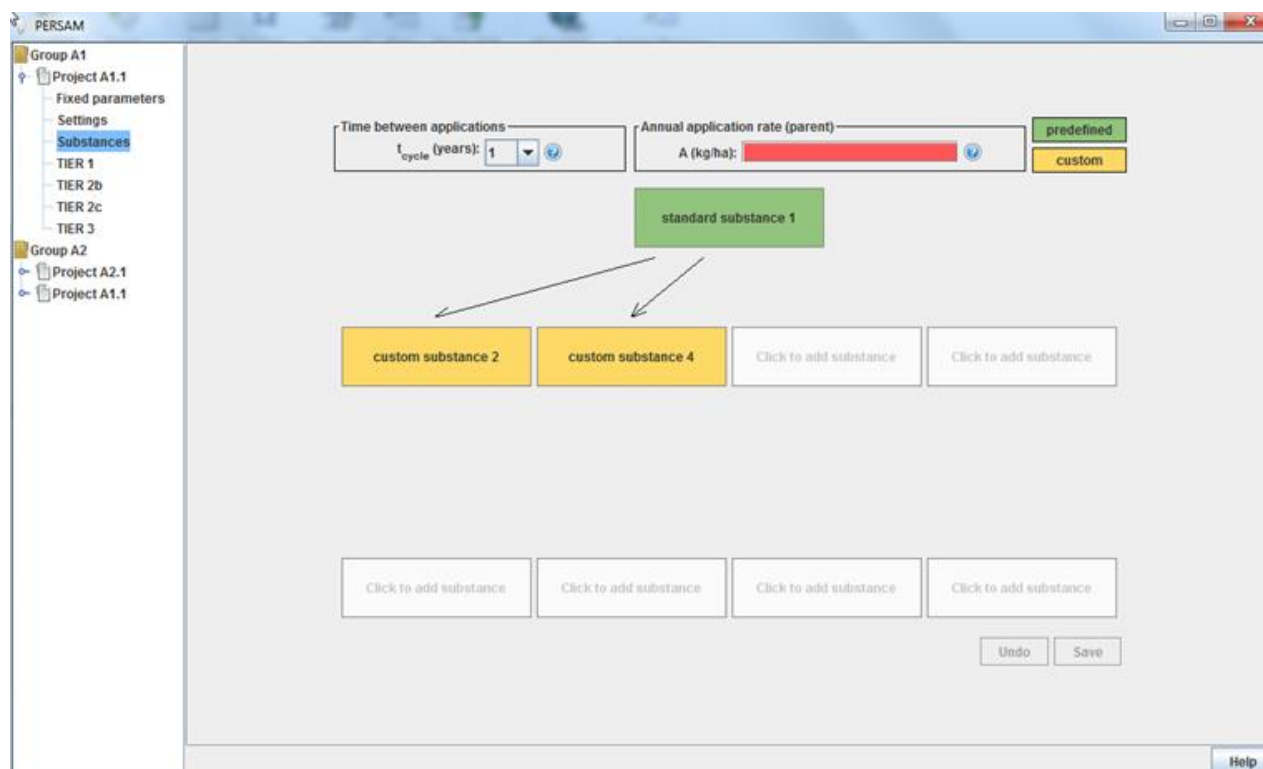 PERSAM
Group A1
Project A1.1
Fixed parameters
Settings
Substances
TIER 1
TIER 2b
TIER 2c
TIER 3
Group A2
Project A2.1
Project A1.1
Time between applications
t_cycle (years): 1
Annual application rate (parent)
A (kg/ha):
predefined
custom
standard substance 1
custom substance 2
custom substance 4
Click to add substance
Click to add substance
Click to add substance
Click to add substance
Click to add substance
Click to add substance
Undo
Save
Help